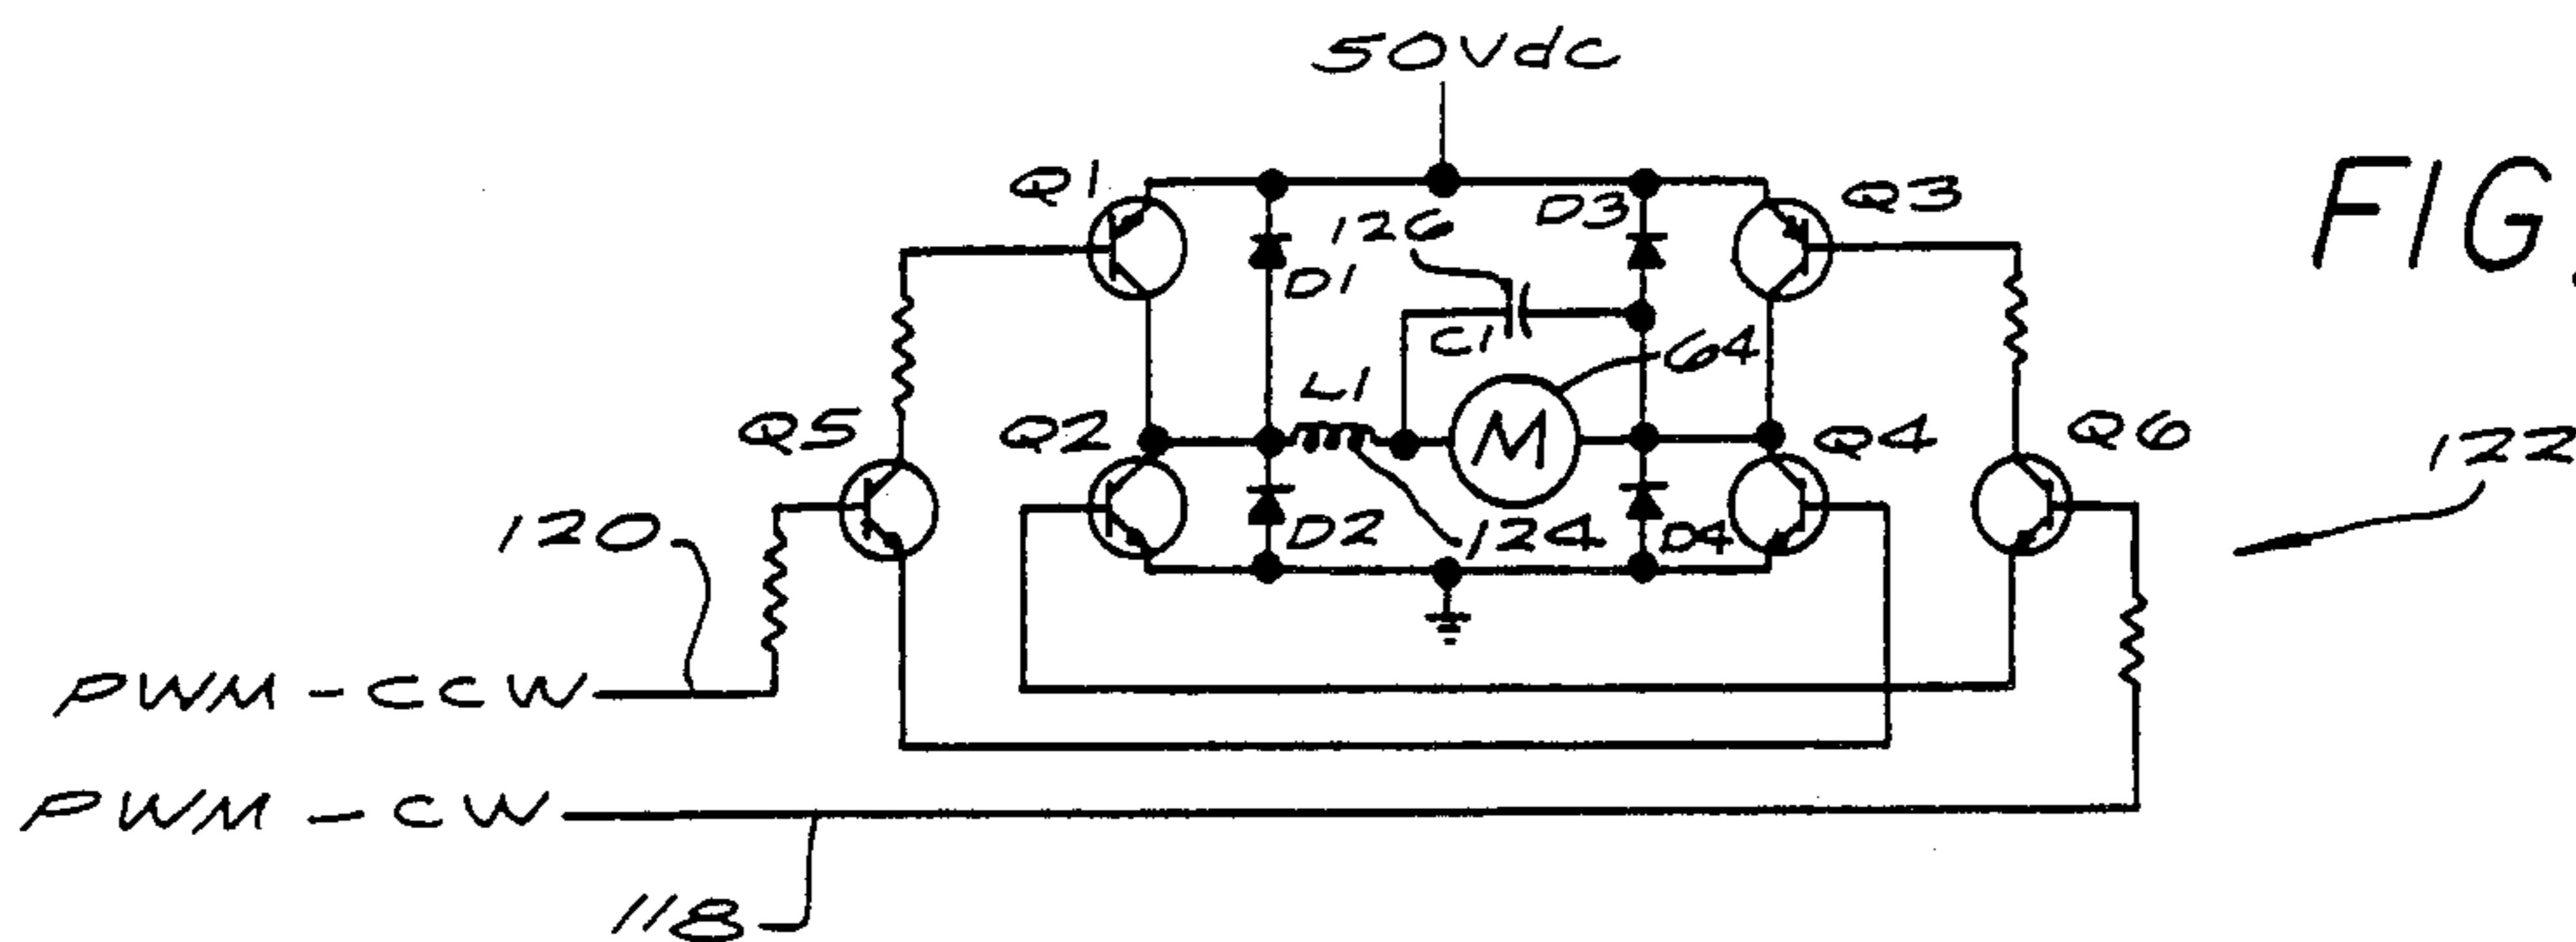 50Vdc
FIG.
Q1
D3
Q3
126
D1
C1
64
L1
Q5
Q2
Q4
Q6
122
120
D2
124
D4
PWM-CCW
PWM-CW
118
M